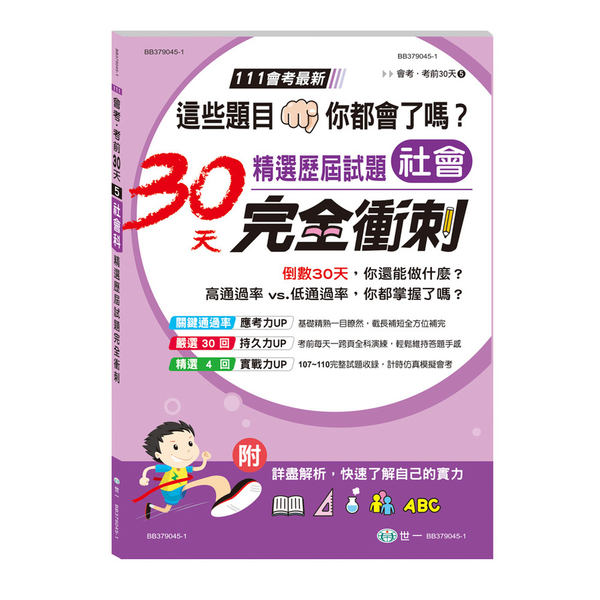 BB379045-1
111
會考‧考前30天
5
社會科
精選歷屆試題完全衝刺
世一
BB379045-1
BB379045-1
BB379045-1
111會考最新
會考‧考前30天5
這些題目 你都會了嗎？
精選歷屆試題 社會
30天
完全衝刺
倒數30天，你還能做什麼？
高通過率 vs.低通過率，你都掌握了嗎？
關鍵通過率 應考力UP 基礎精熟一目瞭然，截長補短全方位補完
嚴選 30 回 持久力UP 考前每天一跨頁全科演練，輕鬆維持答題手感
精選 4 回 實戰力UP 107~110完整試題收錄，計時仿真模擬會考
附
詳盡解析，快速了解自己的實力
ABC
BB379045-1
世一 BB379045-1